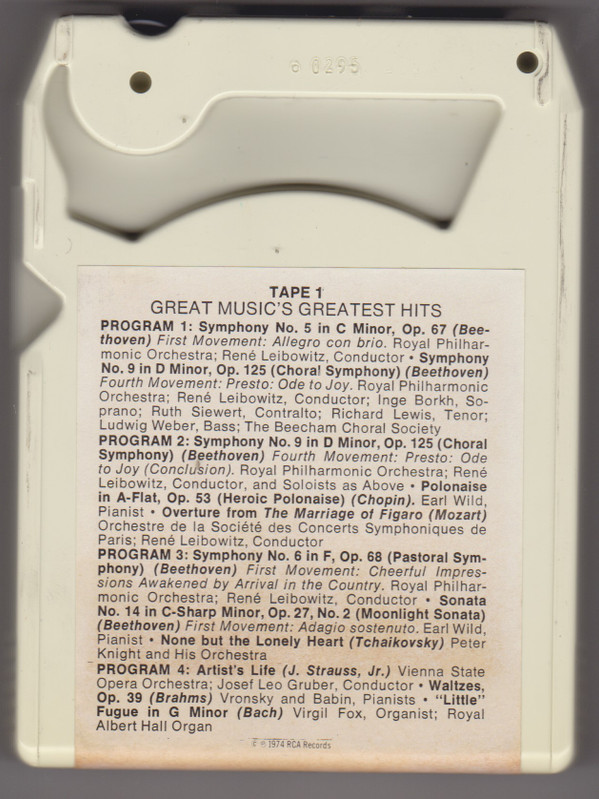 6 0295
TAPE 1
GREAT MUSIC'S GREATEST HITS
PROGRAM 1: Symphony No. 5 in C Minor, Op. 67 (Bee-
thoven) First Movement: Allegro con brio. Royal Philhar-
monic Orchestra; René Leibowitz, Conductor • Symphony
No. 9 in D Minor, Op. 125 (Choral Symphony) (Beethoven)
Fourth Movement: Presto: Ode to Joy. Royal Philharmonic
Orchestra; René Leibowitz, Conductor; Inge Borkh, So-
prano; Ruth Siewert, Contralto; Richard Lewis, Tenor;
Ludwig Weber, Bass; The Beecham Choral Society
PROGRAM 2: Symphony No. 9 in D Minor, Op. 125 (Choral
Symphony) (Beethoven) Fourth Movement: Presto: Ode
to Joy (Conclusion). Royal Philharmonic Orchestra; René
Leibowitz, Conductor, and Soloists as Above • Polonaise
in A-Flat, Op. 53 (Heroic Polonaise) (Chopin). Earl Wild,
Pianist • Overture from The Marriage of Figaro (Mozart)
Orchestre de la Société des Concerts Symphoniques de
Paris; René Leibowitz, Conductor
PROGRAM 3: Symphony No. 6 in F, Op. 68 (Pastoral Sym-
phony) (Beethoven) First Movement: Cheerful Impres-
sions Awakened by Arrival in the Country. Royal Philhar-
monic Orchestra; René Leibowitz, Conductor • Sonata
No. 14 in C-Sharp Minor, Op. 27, No. 2 (Moonlight Sonata)
(Beethoven) First Movement: Adagio sostenuto. Earl Wild,
Pianist • None but the Lonely Heart (Tchaikovsky) Peter
Knight and His Orchestra
PROGRAM 4: Artist's Life (J. Strauss, Jr.) Vienna State
Opera Orchestra; Josef Leo Gruber, Conductor • Waltzes,
Op. 39 (Brahms) Vronsky and Babin, Pianists • "Little"
Fugue in G Minor (Bach) Virgil Fox, Organist; Royal
Albert Hall Organ
© ℗ 1974 RCA Records